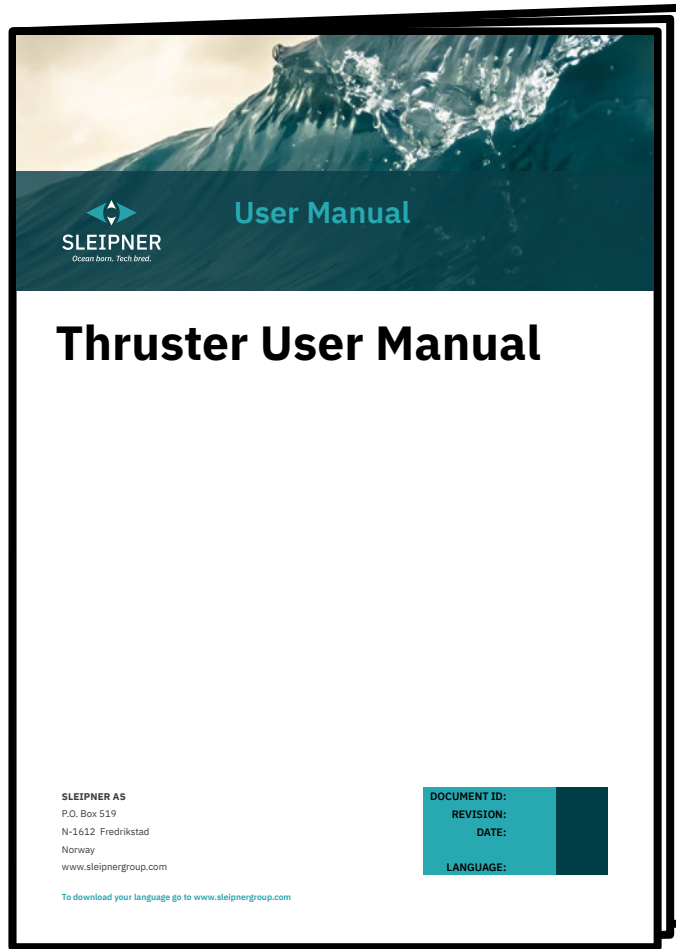 User Manual
SLEIPNER
Ocean born. Tech bred.
Thruster User Manual
SLEIPNER AS
P.O. Box 519
N-1612 Fredrikstad
Norway
www.sleipnergroup.com
To download your language go to www.sleipnergroup.com
DOCUMENT ID:
REVISION:
DATE:
LANGUAGE: